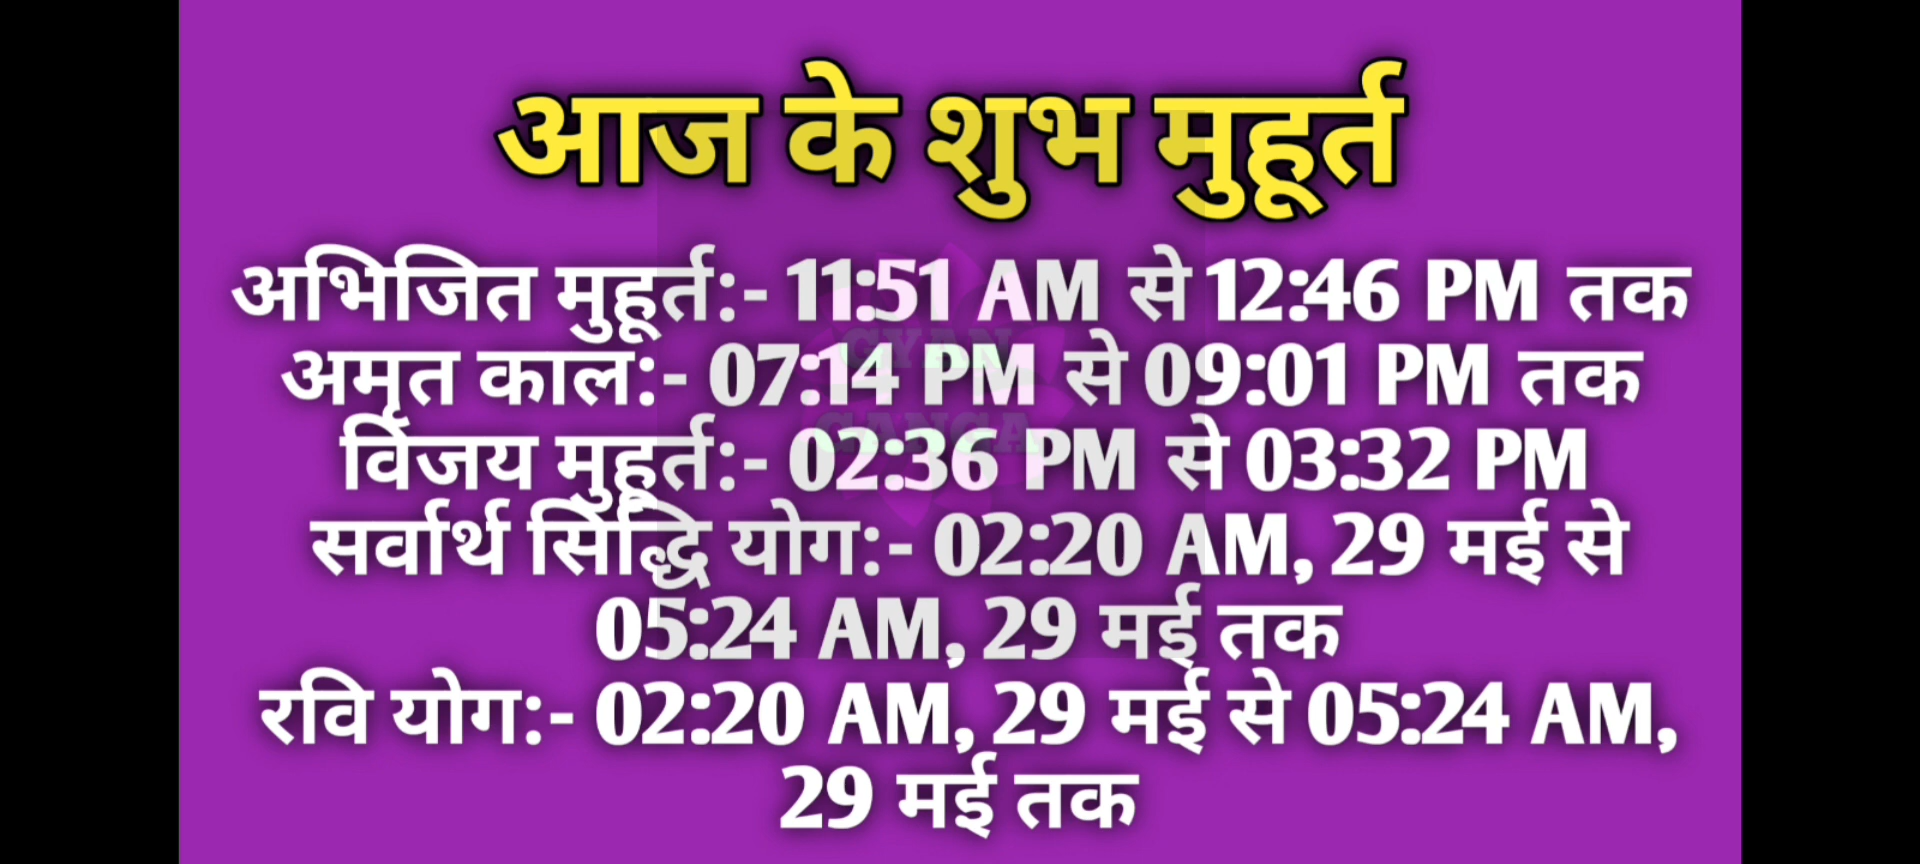 आज के शुभ मुहूर्त
अभिजित मुहूर्त:- 11:51 AM से 12:46 PM तक
अमृत काल:- 07:14 PM से 09:01 PM तक
विजय मुहूर्त:- 02:36 PM से 03:32 PM
सर्वार्थ सिद्धि योग:- 02:20 AM, 29 मई से
05:24 AM, 29 मई तक
रवि योग:- 02:20 AM, 29 मई से 05:24 AM,
29 मई तक
GYAN
GANGA